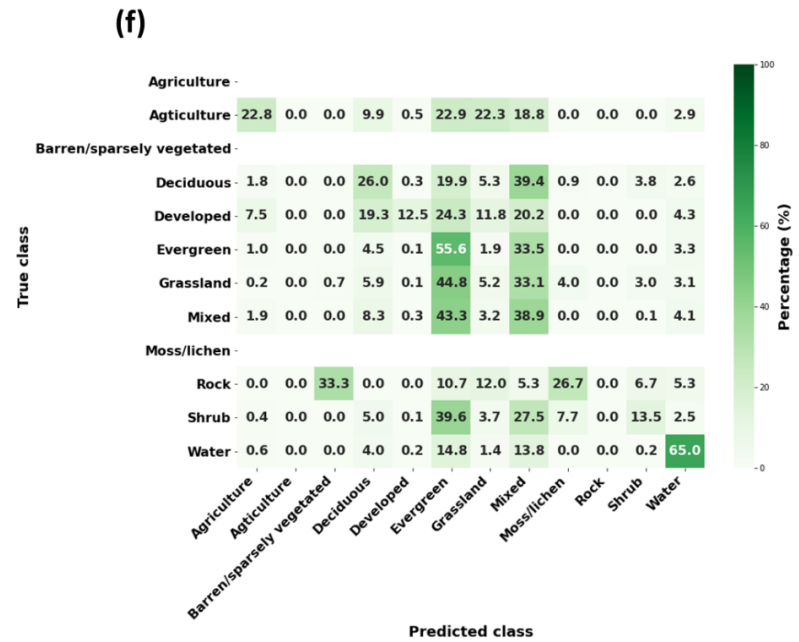 (f)
Agriculture
Agticulture 22.8 0.0 0.0 9.9 0.5 22.9 22.3 18.8 0.0 0.0 0.0 2.9
Barren/sparsely vegetated
Deciduous 1.8 0.0 0.0 26.0 0.3 19.9 5.3 39.4 0.9 0.0 3.8 2.6
Developed 7.5 0.0 0.0 19.3 12.5 24.3 11.8 20.2 0.0 0.0 0.0 4.3
Evergreen 1.0 0.0 0.0 4.5 0.1 55.6 1.9 33.5 0.0 0.0 0.0 3.3
Grassland 0.2 0.0 0.7 5.9 0.1 44.8 5.2 33.1 4.0 0.0 3.0 3.1
Mixed 1.9 0.0 0.0 8.3 0.3 43.3 3.2 38.9 0.0 0.0 0.1 4.1
Moss/lichen
Rock 0.0 0.0 33.3 0.0 0.0 10.7 12.0 5.3 26.7 0.0 6.7 5.3
Shrub 0.4 0.0 0.0 5.0 0.1 39.6 3.7 27.5 7.7 0.0 13.5 2.5
Water 0.6 0.0 0.0 4.0 0.2 14.8 1.4 13.8 0.0 0.0 0.2 65.0
True class
Agriculture
Agticulture
Barren/sparsely vegetated
Deciduous
Developed
Evergreen
Grassland
Mixed
Moss/lichen
Rock
Shrub
Water
Predicted class
100
80
60
40
20
0
Percentage (%)